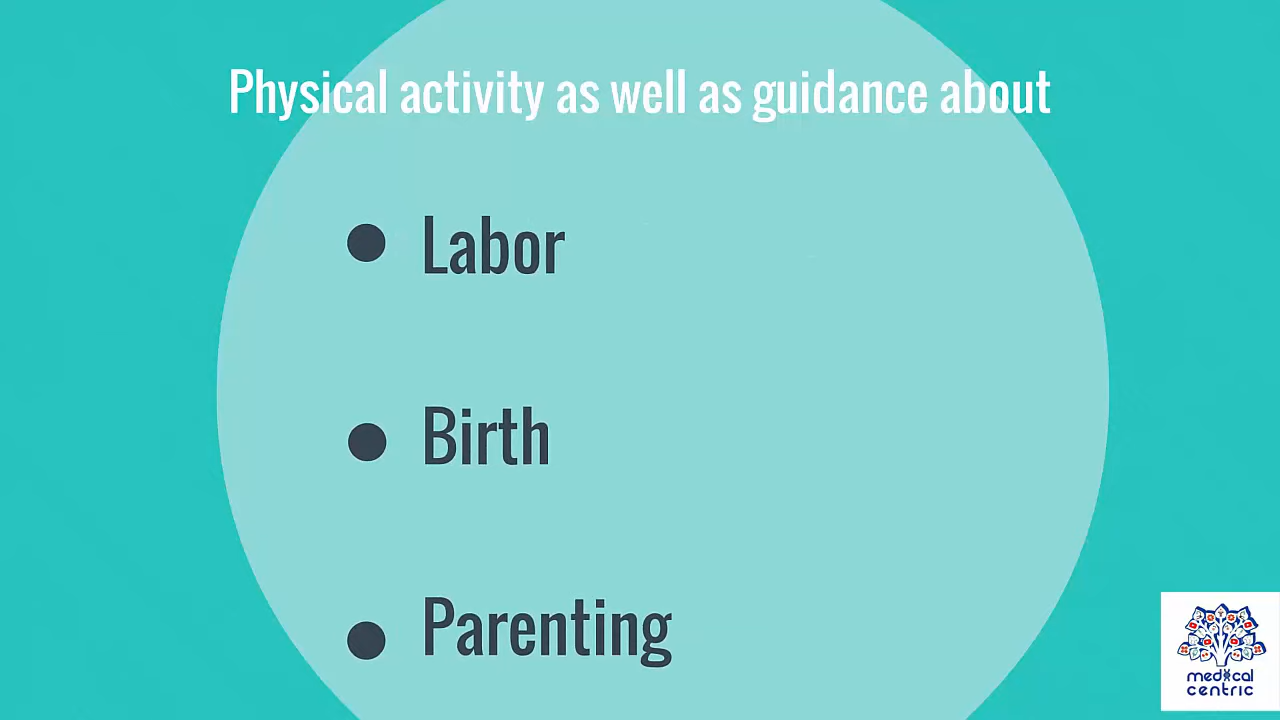 Physical activity as well as guidance about
Labor
Birth
Parenting
medical
centric